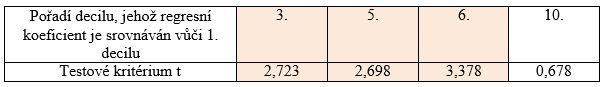 Pořadí decilu, jehož regresní 3. 5. 6. 10.
koeficient je srovnáván vůči 1.
decilu
Testové kritérium t 2,723 2,698 3,378 0,678